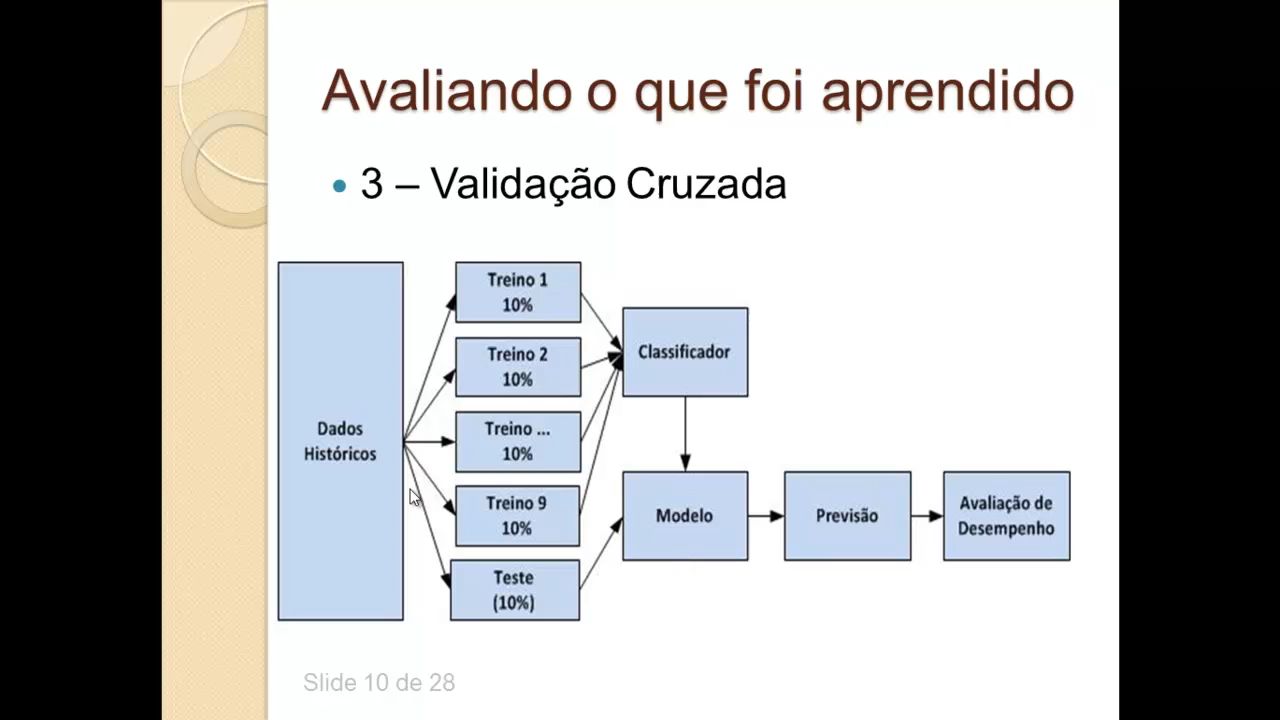 Avaliando o que foi aprendido
• 3 – Validação Cruzada
Dados
Históricos
Treino 1
10%
Treino 2
10%
Treino ...
10%
Treino 9
10%
Teste
(10%)
Classificador
Modelo
Previsão
Avaliação de
Desempenho
Slide 10 de 28